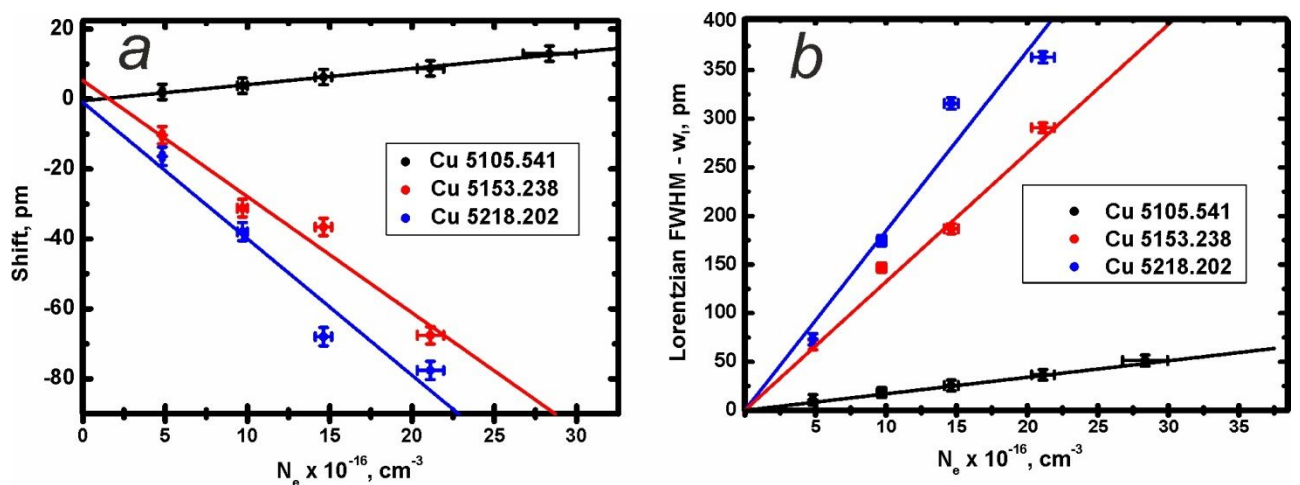 a
20
0
-20
-40
-60
-80
Shift, pm
Cu 5105.541
Cu 5153.238
Cu 5218.202
0 5 10 15 20 25 30
N_e x 10^-16, cm^-3
b
400
350
300
250
200
150
100
50
0
Lorentzian FWHM - w_l, pm
Cu 5105.541
Cu 5153.238
Cu 5218.202
5 10 15 20 25 30 35
N_e x 10^-16, cm^-3